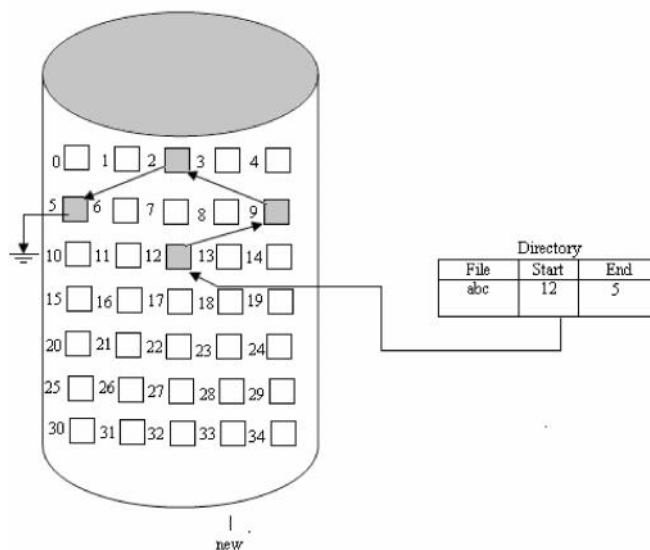 0 1 2 3 4
5 6 7 8 9
10 11 12 13 14
Directory
File Start End
abc 12 5
15 16 17 18 19
20 21 22 23 24
25 26 27 28 29
30 31 32 33 34
new